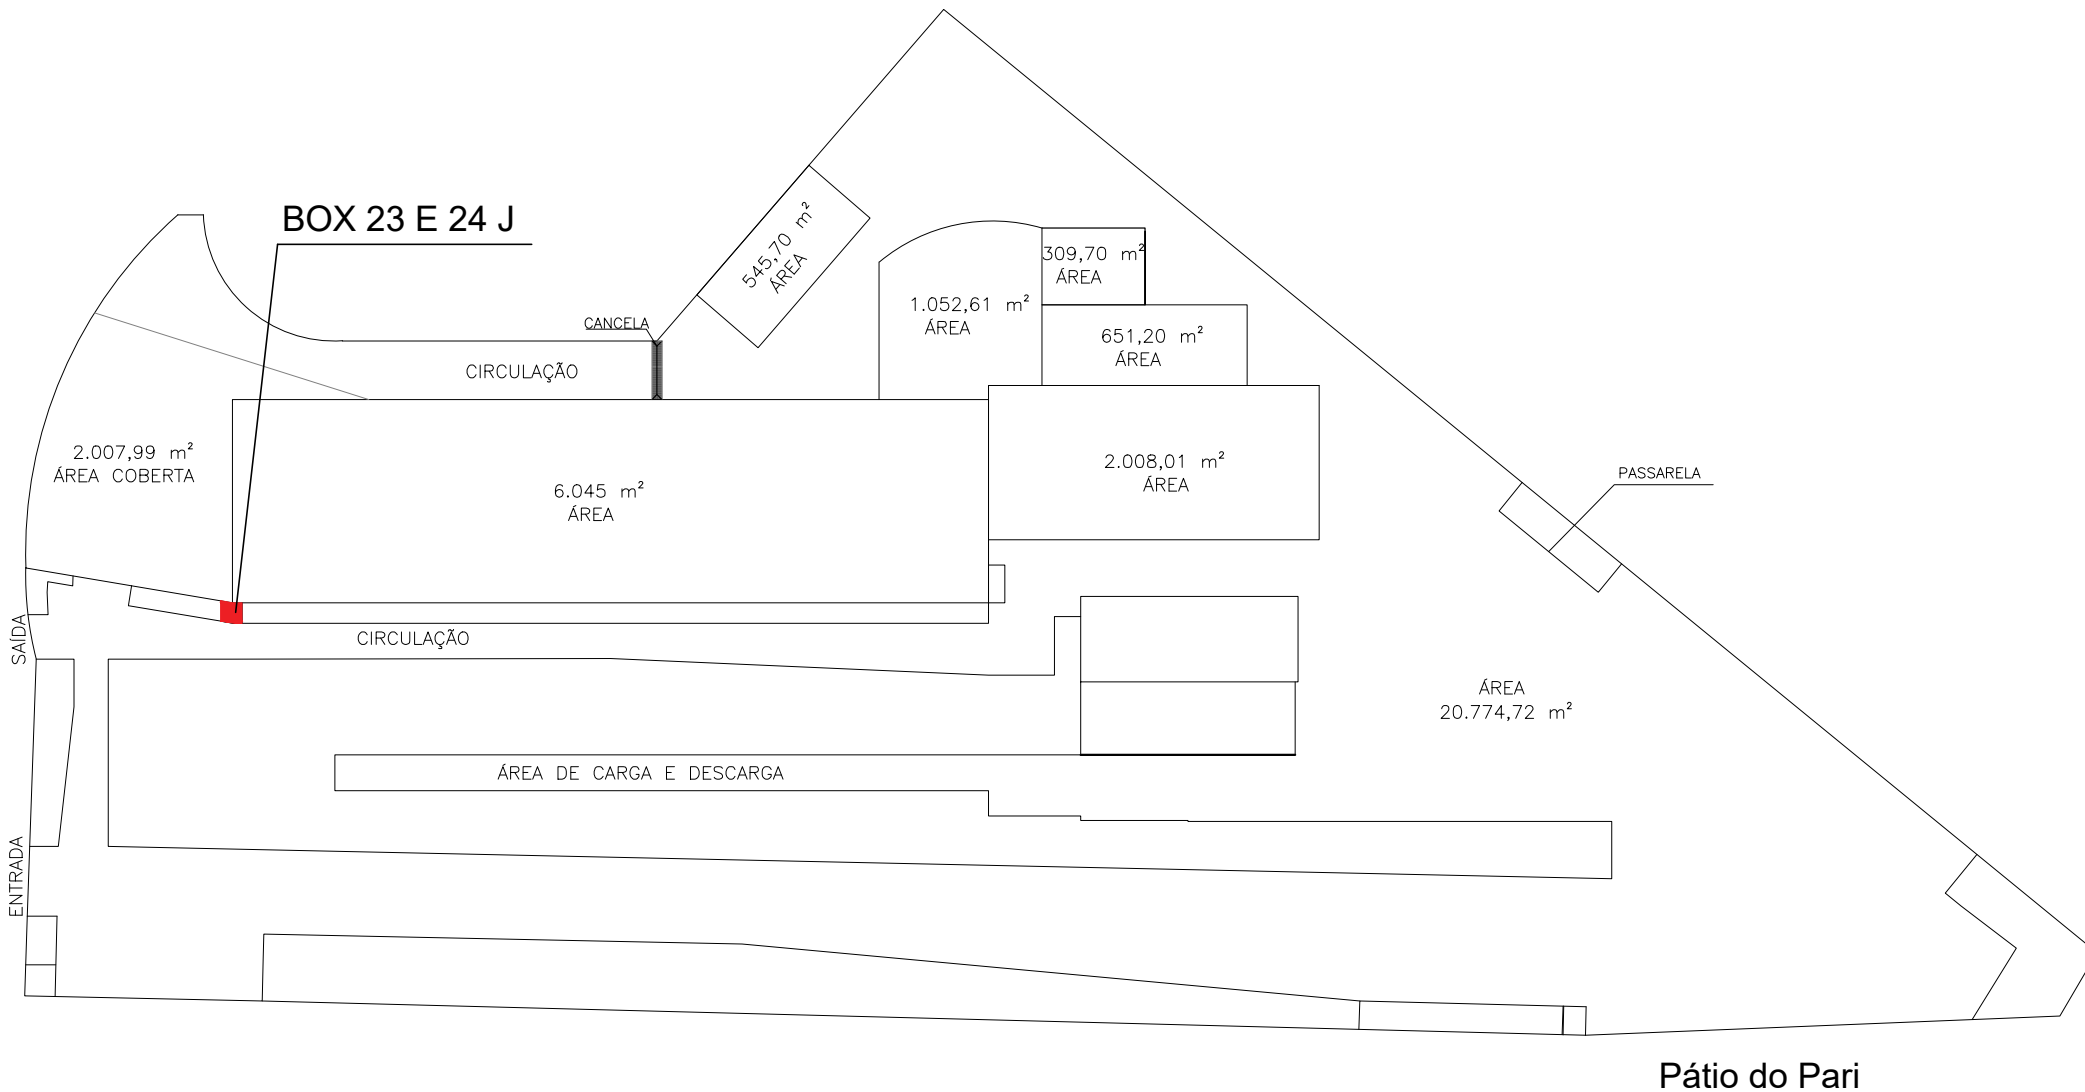 BOX 23 E 24 J
545,70 m²
ÁREA
309,70 m²
ÁREA
1.052,61 m²
ÁREA
CANCELA
651,20 m²
ÁREA
CIRCULAÇÃO
2.007,99 m²
ÁREA COBERTA
2.008,01 m²
ÁREA
PASSARELA
6.045 m²
ÁREA
SAÍDA
CIRCULAÇÃO
ÁREA
20.774,72 m²
ÁREA DE CARGA E DESCARGA
ENTRADA
Pátio do Pari